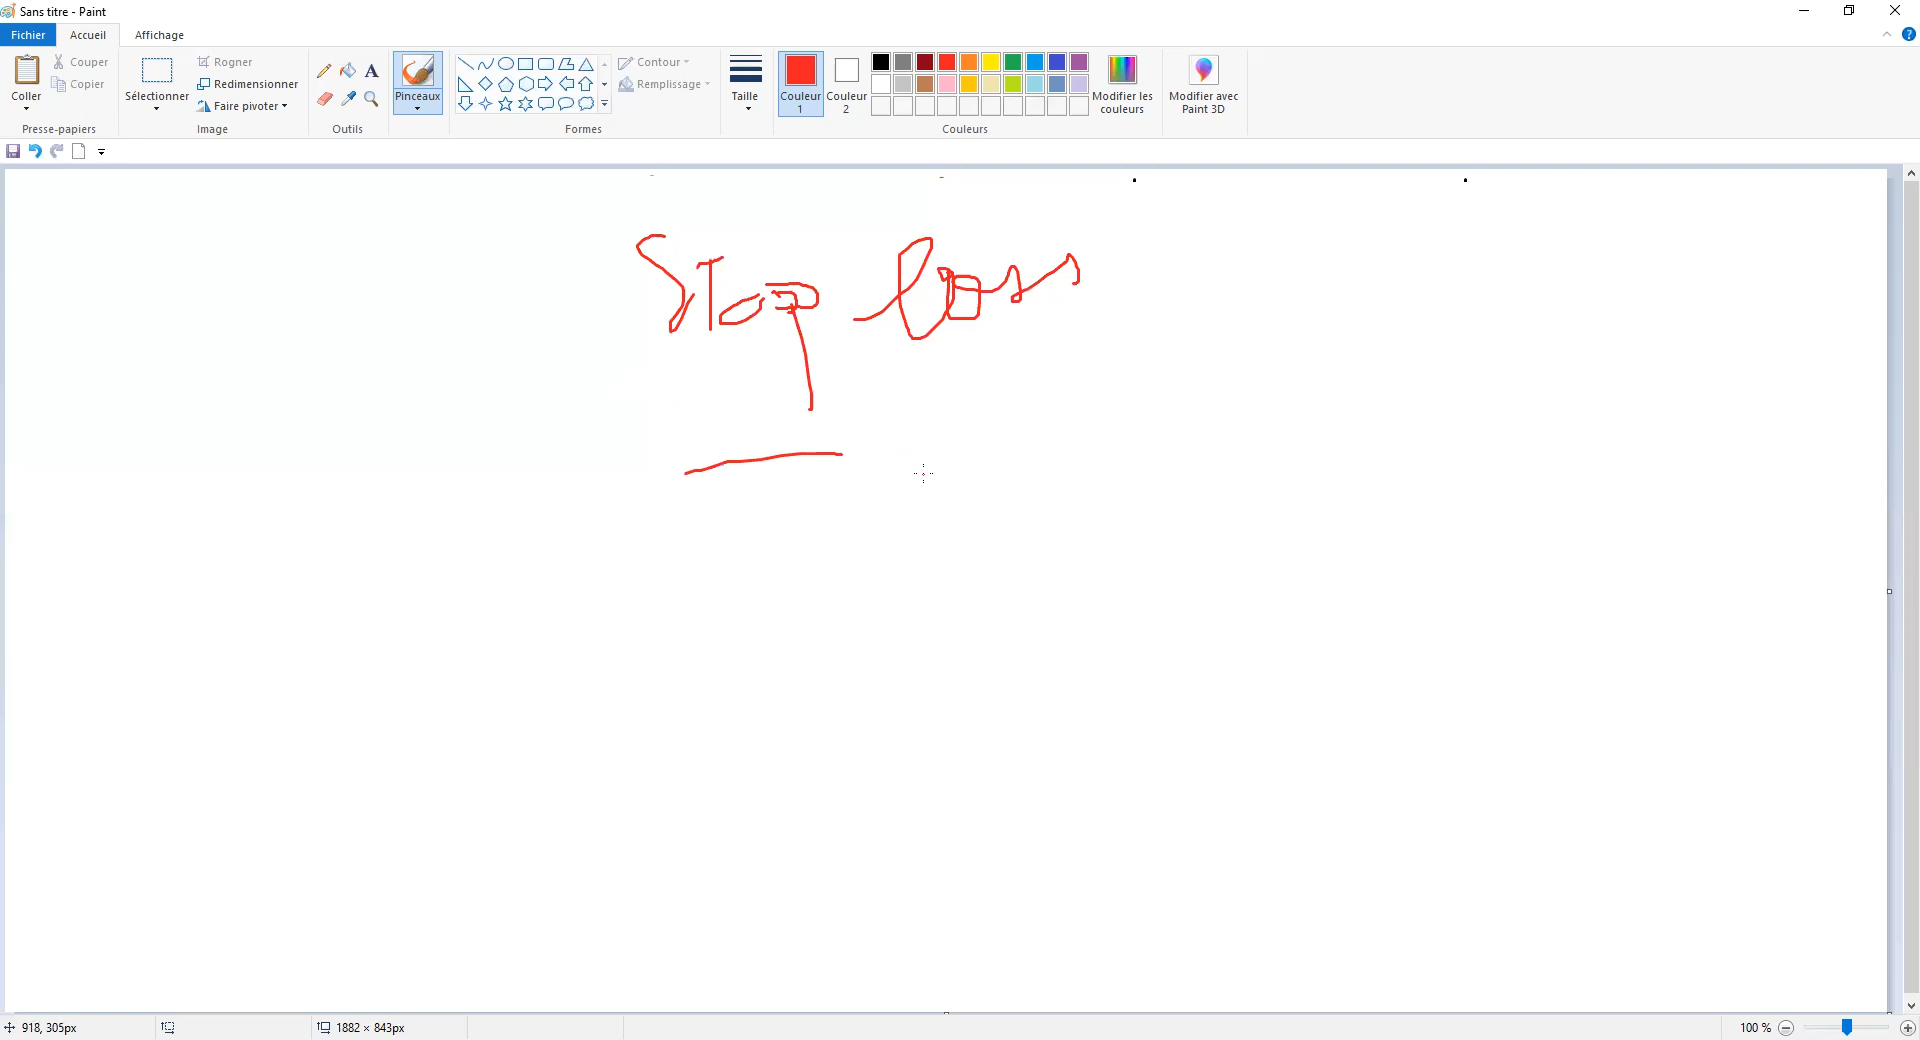 Sans titre - Paint
Fichier Accueil Affichage
Coller Couper Copier Presse-papiers
Sélectionner Rogner Redimensionner Faire pivoter Image
Outils
Pinceaux
Contour Remplissage Formes
Taille
Couleur 1 Couleur 2 Couleurs
Modifier les couleurs
Modifier avec Paint 3D
Stop loss
918, 305px 1882 × 843px 100 %